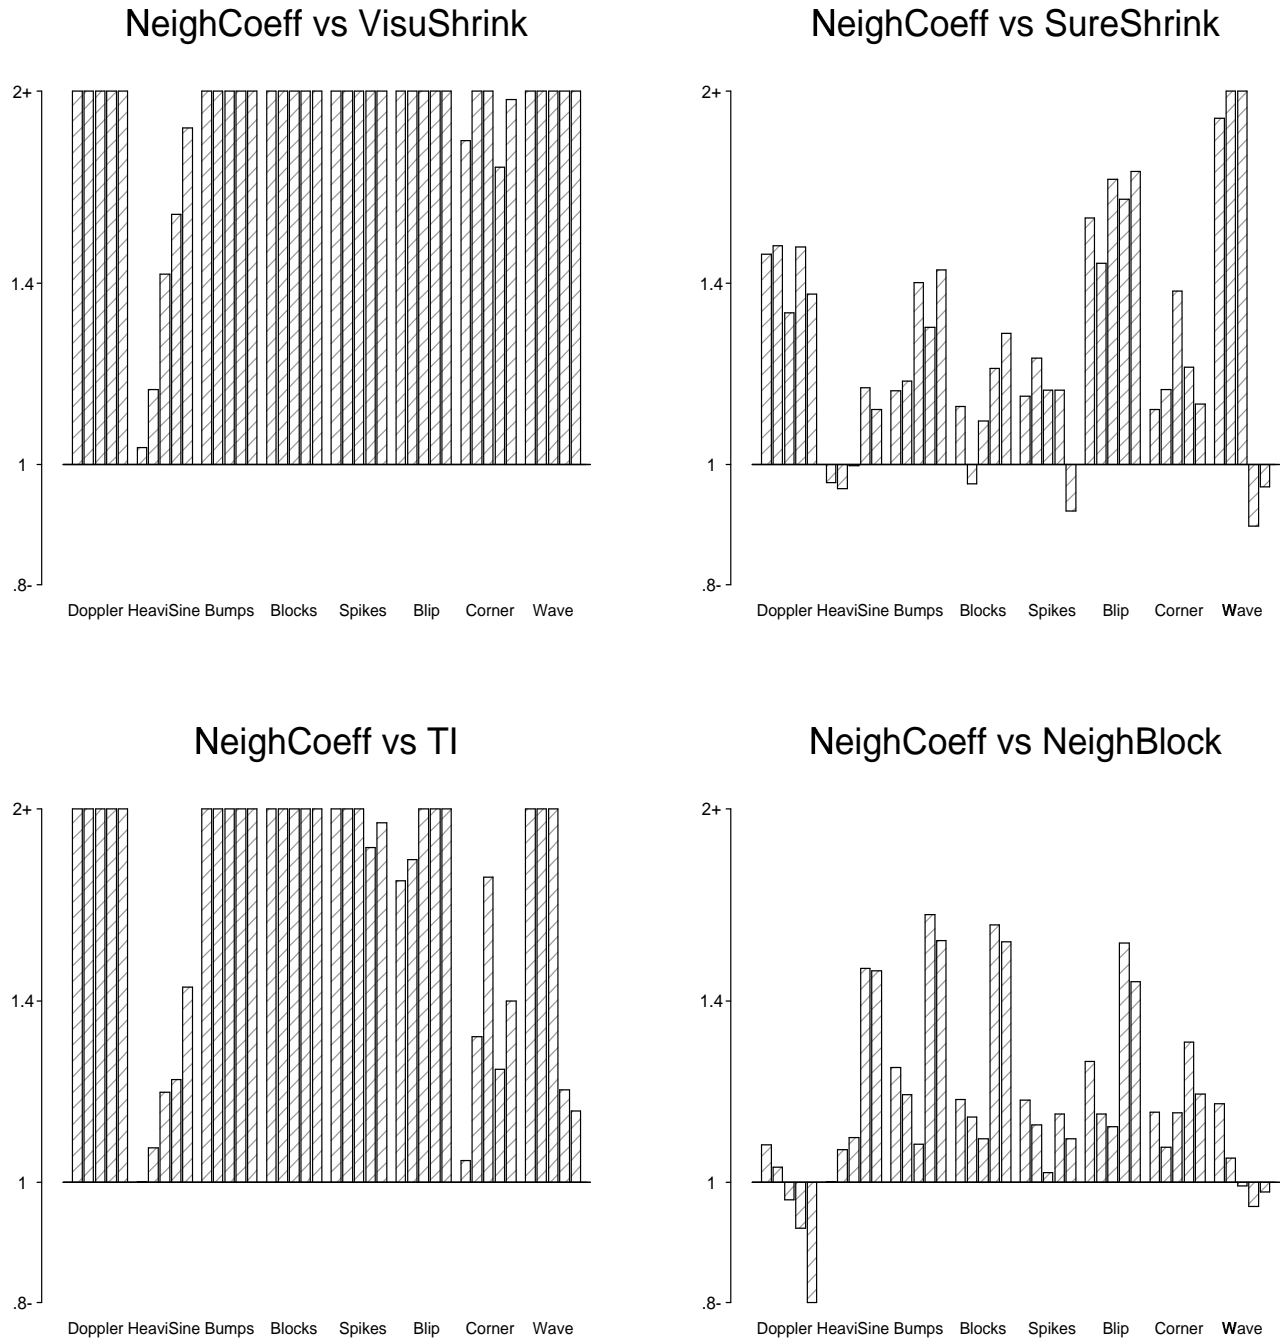 NeighCoeff vs VisuShrink
2+
1.4
1
.8-
Doppler HeaviSine Bumps Blocks Spikes Blip Corner Wave
NeighCoeff vs SureShrink
2+
1.4
1
.8-
Doppler HeaviSine Bumps Blocks Spikes Blip Corner Wave
NeighCoeff vs TI
2+
1.4
1
.8-
Doppler HeaviSine Bumps Blocks Spikes Blip Corner Wave
NeighCoeff vs NeighBlock
2+
1.4
1
.8-
Doppler HeaviSine Bumps Blocks Spikes Blip Corner Wave